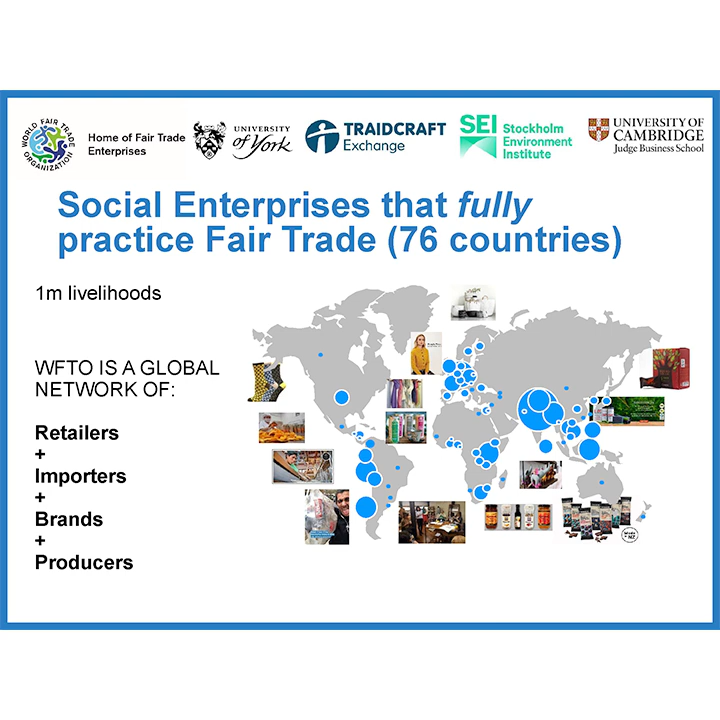 WORLD FAIR TRADE
ORGANIZATION
Home of Fair Trade
Enterprises
UNIVERSITY
of York
TRAIDCRAFT
Exchange
SEI
Stockholm
Environment
Institute
UNIVERSITY OF
CAMBRIDGE
Judge Business School
Social Enterprises that fully
practice Fair Trade (76 countries)
1m livelihoods
WFTO IS A GLOBAL
NETWORK OF:
Retailers
+
Importers
+
Brands
+
Producers